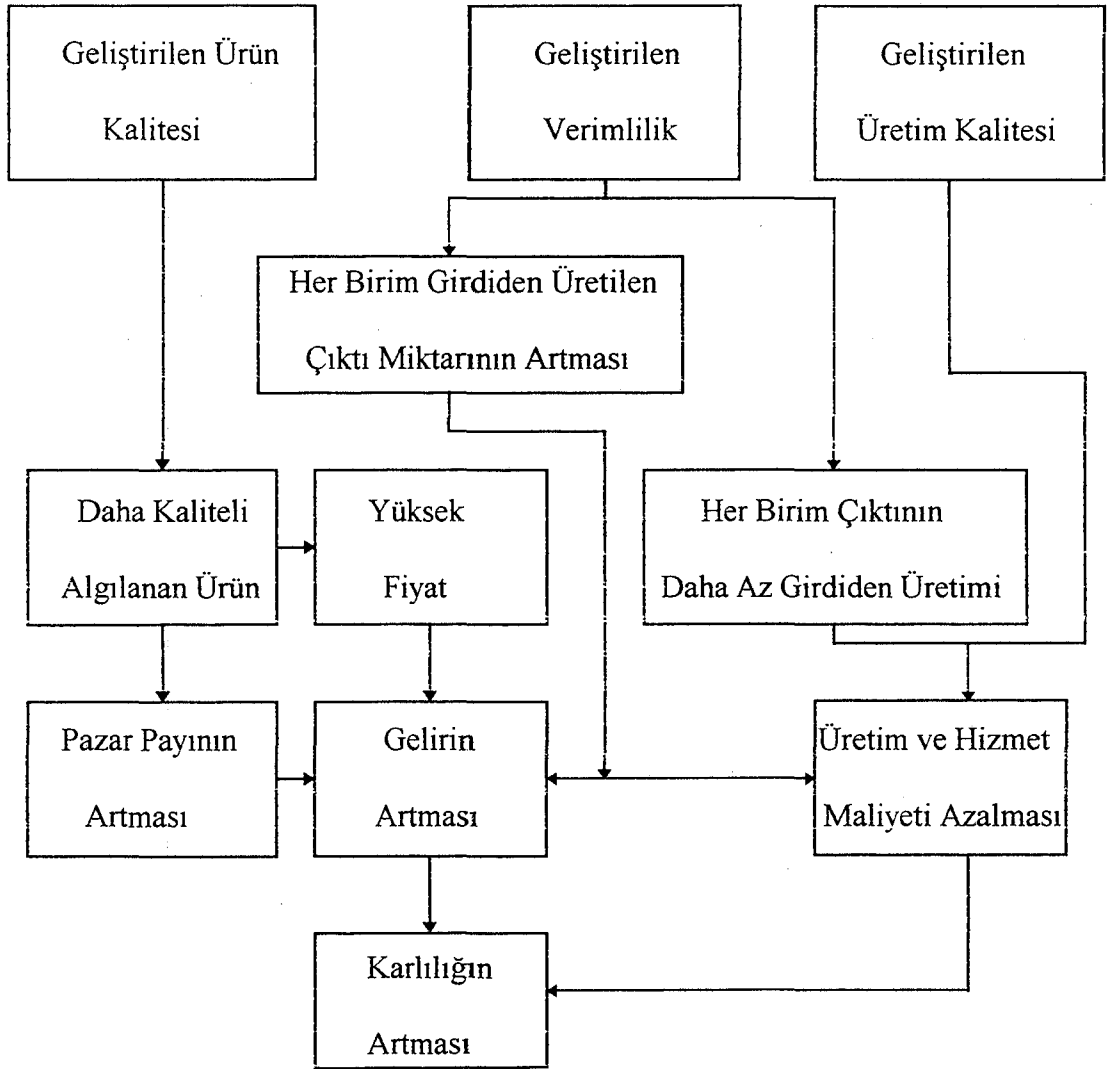 Geliştirilen Ürün
Kalitesi
Geliştirilen
Verimlilik
Geliştirilen
Üretim Kalitesi
Her Birim Girdiden Üretilen
Çıktı Miktarının Artması
Daha Kaliteli
Algılanan Ürün
Yüksek
Fiyat
Her Birim Çıktının
Daha Az Girdiden Üretimi
Pazar Payının
Artması
Gelirin
Artması
Üretim ve Hizmet
Maliyeti Azalması
Karlılığın
Artması